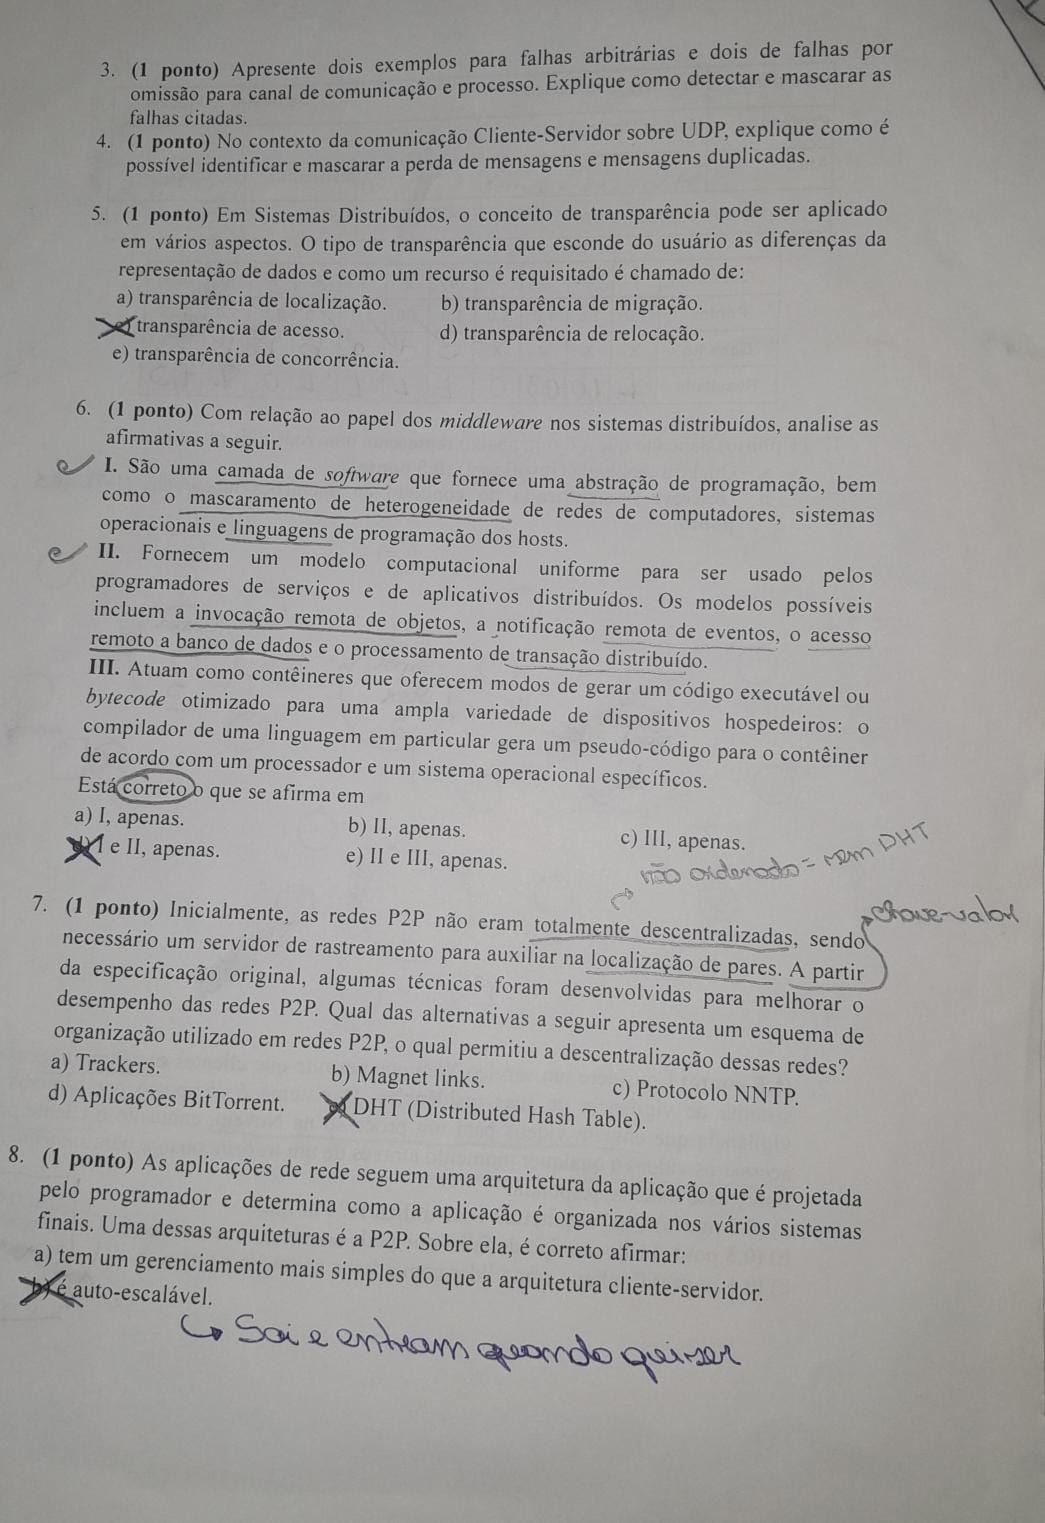 3. (1 ponto) Apresente dois exemplos para falhas arbitrárias e dois de falhas por
omissão para canal de comunicação e processo. Explique como detectar e mascarar as
falhas citadas.
4. (1 ponto) No contexto da comunicação Cliente-Servidor sobre UDP, explique como é
possível identificar e mascarar a perda de mensagens e mensagens duplicadas.
5. (1 ponto) Em Sistemas Distribuídos, o conceito de transparência pode ser aplicado
em vários aspectos. O tipo de transparência que esconde do usuário as diferenças da
representação de dados e como um recurso é requisitado é chamado de:
a) transparência de localização. b) transparência de migração.
transparência de acesso. d) transparência de relocação.
e) transparência de concorrência.
6. (1 ponto) Com relação ao papel dos middleware nos sistemas distribuídos, analise as
afirmativas a seguir.
I. São uma camada de software que fornece uma abstração de programação, bem
como o mascaramento de heterogeneidade de redes de computadores, sistemas
operacionais e linguagens de programação dos hosts.
II. Fornecem um modelo computacional uniforme para ser usado pelos
programadores de serviços e de aplicativos distribuídos. Os modelos possíveis
incluem a invocação remota de objetos, a notificação remota de eventos, o acesso
remoto a banco de dados e o processamento de transação distribuído.
III. Atuam como contêineres que oferecem modos de gerar um código executável ou
bytecode otimizado para uma ampla variedade de dispositivos hospedeiros: o
compilador de uma linguagem em particular gera um pseudo-código para o contêiner
de acordo com um processador e um sistema operacional específicos.
Está correto o que se afirma em
a) I, apenas. b) II, apenas. c) III, apenas.
d) I e II, apenas. e) II e III, apenas.
não ordenado = nem DHT
7. (1 ponto) Inicialmente, as redes P2P não eram totalmente descentralizadas, sendo
chave-valor
necessário um servidor de rastreamento para auxiliar na localização de pares. A partir
da especificação original, algumas técnicas foram desenvolvidas para melhorar o
desempenho das redes P2P. Qual das alternativas a seguir apresenta um esquema de
organização utilizado em redes P2P, o qual permitiu a descentralização dessas redes?
a) Trackers. b) Magnet links. c) Protocolo NNTP.
d) Aplicações BitTorrent. DHT (Distributed Hash Table).
8. (1 ponto) As aplicações de rede seguem uma arquitetura da aplicação que é projetada
pelo programador e determina como a aplicação é organizada nos vários sistemas
finais. Uma dessas arquiteturas é a P2P. Sobre ela, é correto afirmar:
a) tem um gerenciamento mais simples do que a arquitetura cliente-servidor.
b) é auto-escalável.
Sai e entram quando quiser